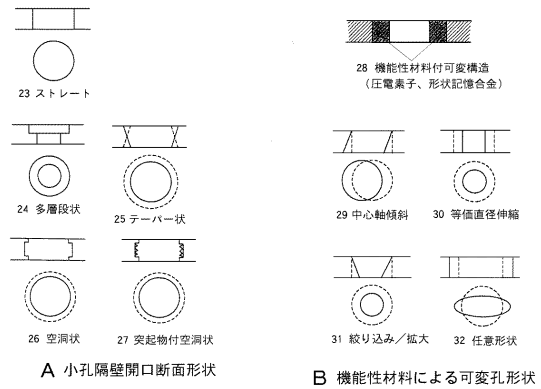 23 ストレート
24 多層段状
25 テーパー状
26 空洞状
27 突起物付空洞状
A 小孔隔壁開口断面形状
28 機能性材料付可変構造
（圧電素子、形状記憶合金）
29 中心軸傾斜
30 等価直径伸縮
31 絞り込み／拡大
32 任意形状
B 機能性材料による可変孔形状